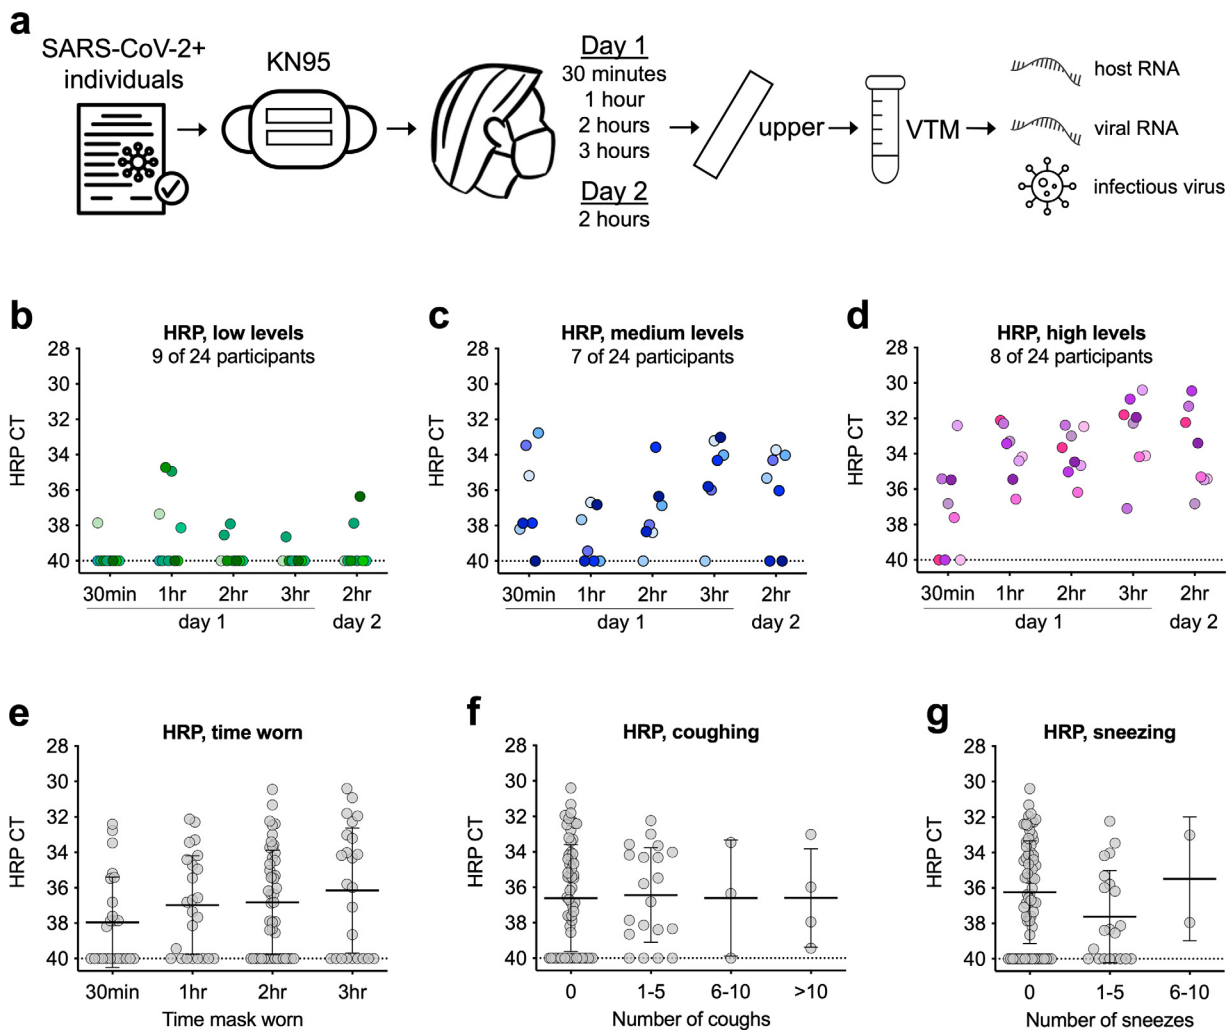 a
SARS-CoV-2+
individuals
KN95
Day 1
30 minutes
1 hour
2 hours
3 hours
Day 2
2 hours
upper
VTM
host RNA
viral RNA
infectious virus
b
HRP, low levels
9 of 24 participants
HRP CT
28
30
32
34
36
38
40
30min 1hr 2hr 3hr 2hr
day 1 day 2
c
HRP, medium levels
7 of 24 participants
HRP CT
28
30
32
34
36
38
40
30min 1hr 2hr 3hr 2hr
day 1 day 2
d
HRP, high levels
8 of 24 participants
HRP CT
28
30
32
34
36
38
40
30min 1hr 2hr 3hr 2hr
day 1 day 2
e
HRP, time worn
HRP CT
28
30
32
34
36
38
40
30min 1hr 2hr 3hr
Time mask worn
f
HRP, coughing
HRP CT
28
30
32
34
36
38
40
0 1-5 6-10 >10
Number of coughs
g
HRP, sneezing
HRP CT
28
30
32
34
36
38
40
0 1-5 6-10
Number of sneezes